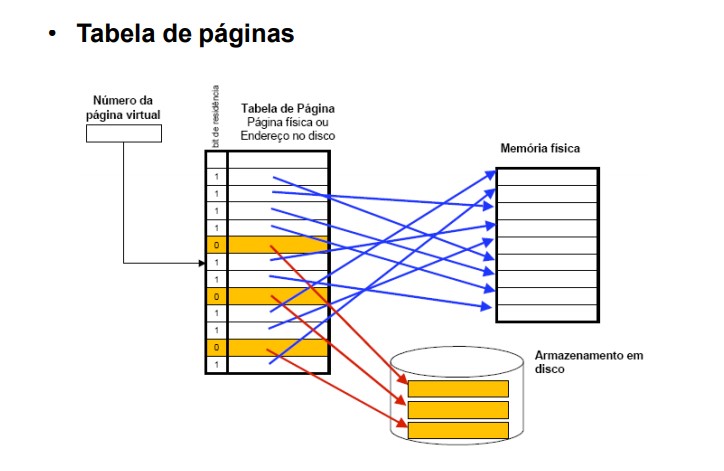 • Tabela de páginas
Número da
página virtual
bit de residência
Tabela de Página
Página física ou
Endereço no disco
Memória física
1
1
1
1
0
1
1
0
1
1
0
1
Armazenamento em
disco